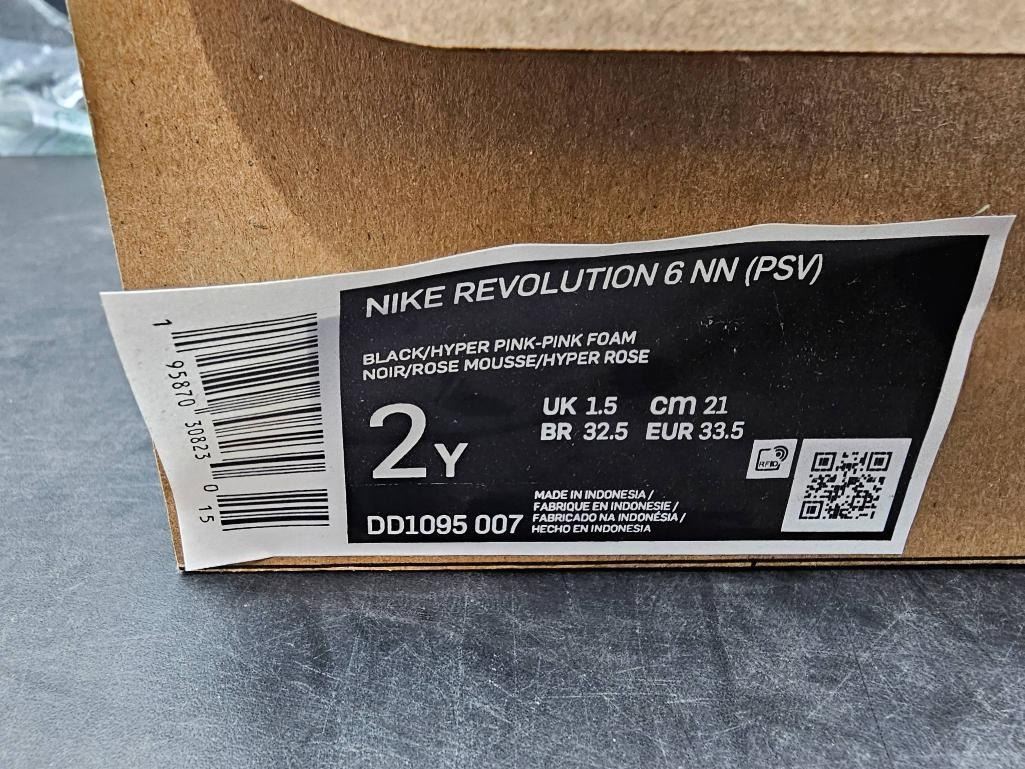 NIKE REVOLUTION 6 NN (PSV)
BLACK/HYPER PINK-PINK FOAM
NOIR/ROSE MOUSSE/HYPER ROSE
2Y
UK 1.5 cm 21
BR 32.5 EUR 33.5
RFID
DD1095 007
MADE IN INDONESIA /
FABRIQUE EN INDONESIE /
FABRICADO NA INDONÉSIA /
HECHO EN INDONESIA
1 95870 30823 0 15